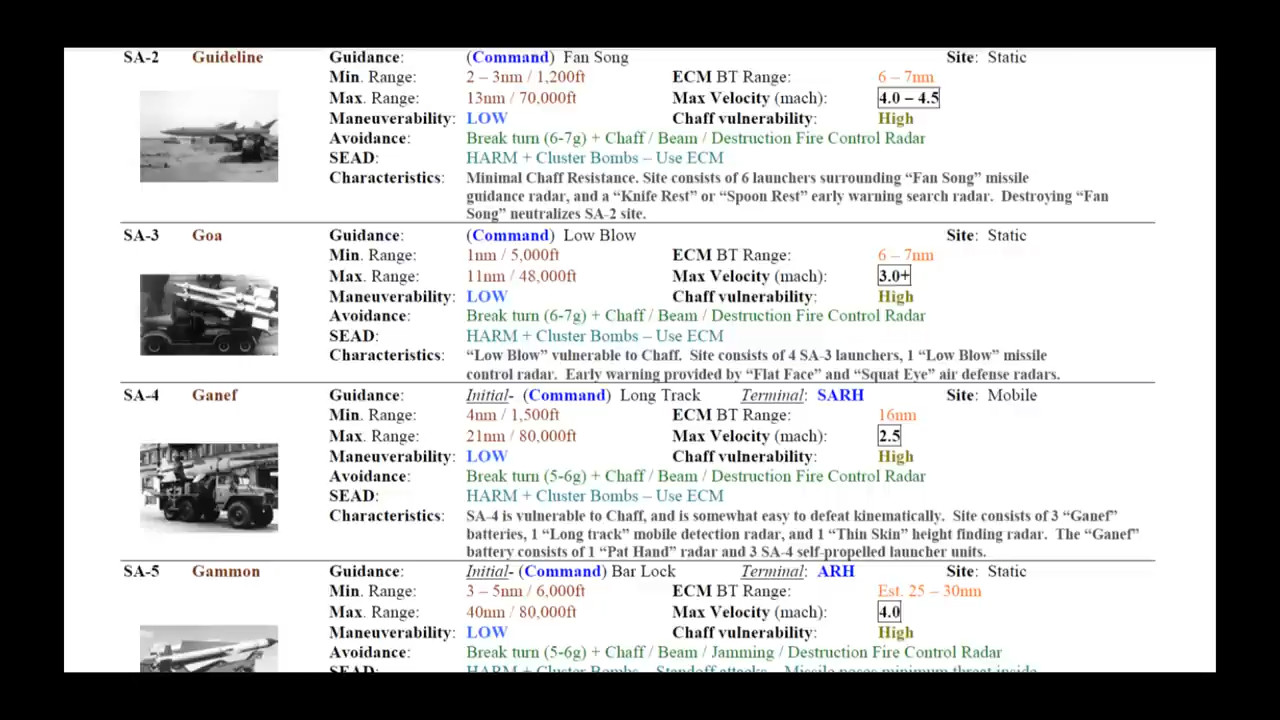 SA-2 Guideline Guidance: (Command) Fan Song Site: Static
Min. Range: 2 – 3nm / 1,200ft ECM BT Range: 6 – 7nm
Max. Range: 13nm / 70,000ft Max Velocity (mach): 4.0 – 4.5
Maneuverability: LOW Chaff vulnerability: High
Avoidance: Break turn (6-7g) + Chaff / Beam / Destruction Fire Control Radar
SEAD: HARM + Cluster Bombs – Use ECM
Characteristics: Minimal Chaff Resistance. Site consists of 6 launchers surrounding “Fan Song” missile
guidance radar, and a “Knife Rest” or “Spoon Rest” early warning search radar. Destroying “Fan
Song” neutralizes SA-2 site.
SA-3 Goa Guidance: (Command) Low Blow Site: Static
Min. Range: 1nm / 5,000ft ECM BT Range: 6 – 7nm
Max. Range: 11nm / 48,000ft Max Velocity (mach): 3.0+
Maneuverability: LOW Chaff vulnerability: High
Avoidance: Break turn (6-7g) + Chaff / Beam / Destruction Fire Control Radar
SEAD: HARM + Cluster Bombs – Use ECM
Characteristics: “Low Blow” vulnerable to Chaff. Site consists of 4 SA-3 launchers, 1 “Low Blow” missile
control radar. Early warning provided by “Flat Face” and “Squat Eye” air defense radars.
SA-4 Ganef Guidance: Initial- (Command) Long Track Terminal: SARH Site: Mobile
Min. Range: 4nm / 1,500ft ECM BT Range: 16nm
Max. Range: 21nm / 80,000ft Max Velocity (mach): 2.5
Maneuverability: LOW Chaff vulnerability: High
Avoidance: Break turn (5-6g) + Chaff / Beam / Destruction Fire Control Radar
SEAD: HARM + Cluster Bombs – Use ECM
Characteristics: SA-4 is vulnerable to Chaff, and is somewhat easy to defeat kinematically. Site consists of 3 “Ganef”
batteries, 1 “Long track” mobile detection radar, and 1 “Thin Skin” height finding radar. The “Ganef”
battery consists of 1 “Pat Hand” radar and 3 SA-4 self-propelled launcher units.
SA-5 Gammon Guidance: Initial- (Command) Bar Lock Terminal: ARH Site: Static
Min. Range: 3 – 5nm / 6,000ft ECM BT Range: Est. 25 – 30nm
Max. Range: 40nm / 80,000ft Max Velocity (mach): 4.0
Maneuverability: LOW Chaff vulnerability: High
Avoidance: Break turn (5-6g) + Chaff / Beam / Jamming / Destruction Fire Control Radar
SEAD: HARM + Cluster Bombs – Standoff attacks – Missile poses minimum threat inside